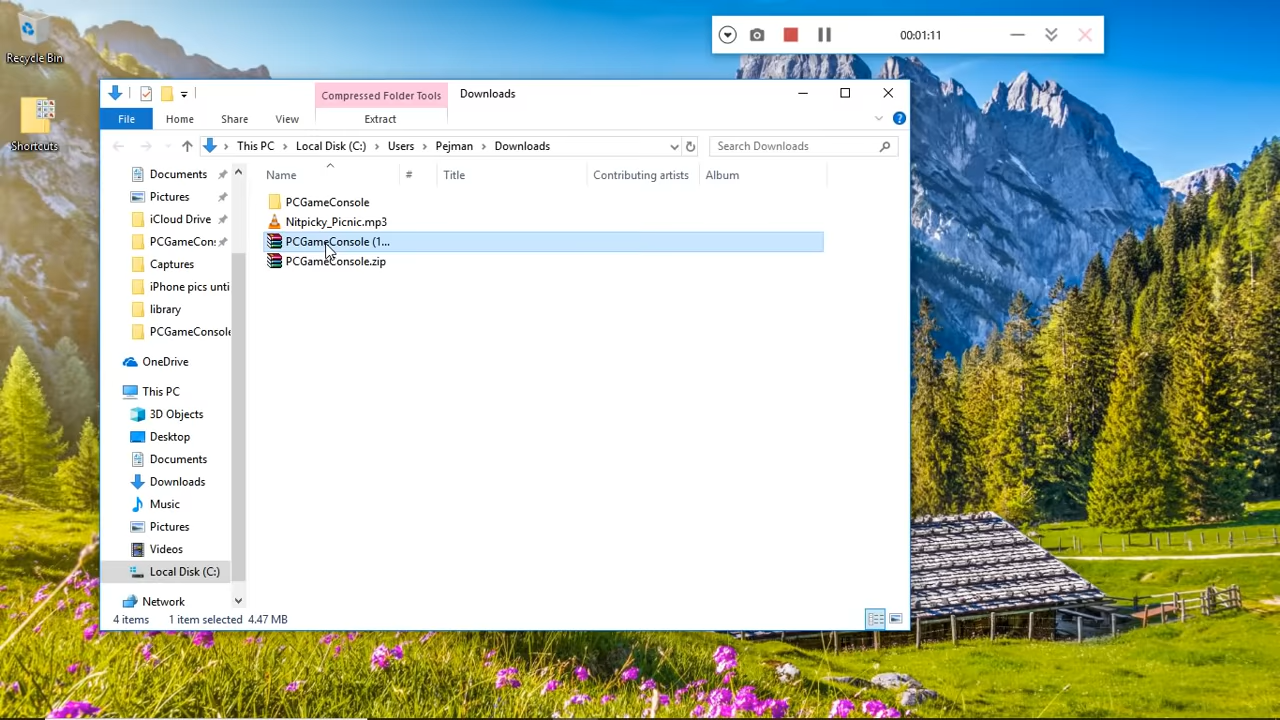 Recycle Bin
Shortcuts
00:01:11
Compressed Folder Tools
Downloads
File
Home
Share
View
Extract
This PC
Local Disk (C:)
Users
Pejman
Downloads
Search Downloads
Name
#
Title
Contributing artists
Album
Documents
Pictures
iCloud Drive
PCGameCon
Captures
iPhone pics unti
library
PCGameConsole
OneDrive
This PC
3D Objects
Desktop
Documents
Downloads
Music
Pictures
Videos
Local Disk (C:)
Network
PCGameConsole
Nitpicky_Picnic.mp3
PCGameConsole (1...
PCGameConsole.zip
4 items
1 item selected
4.47 MB